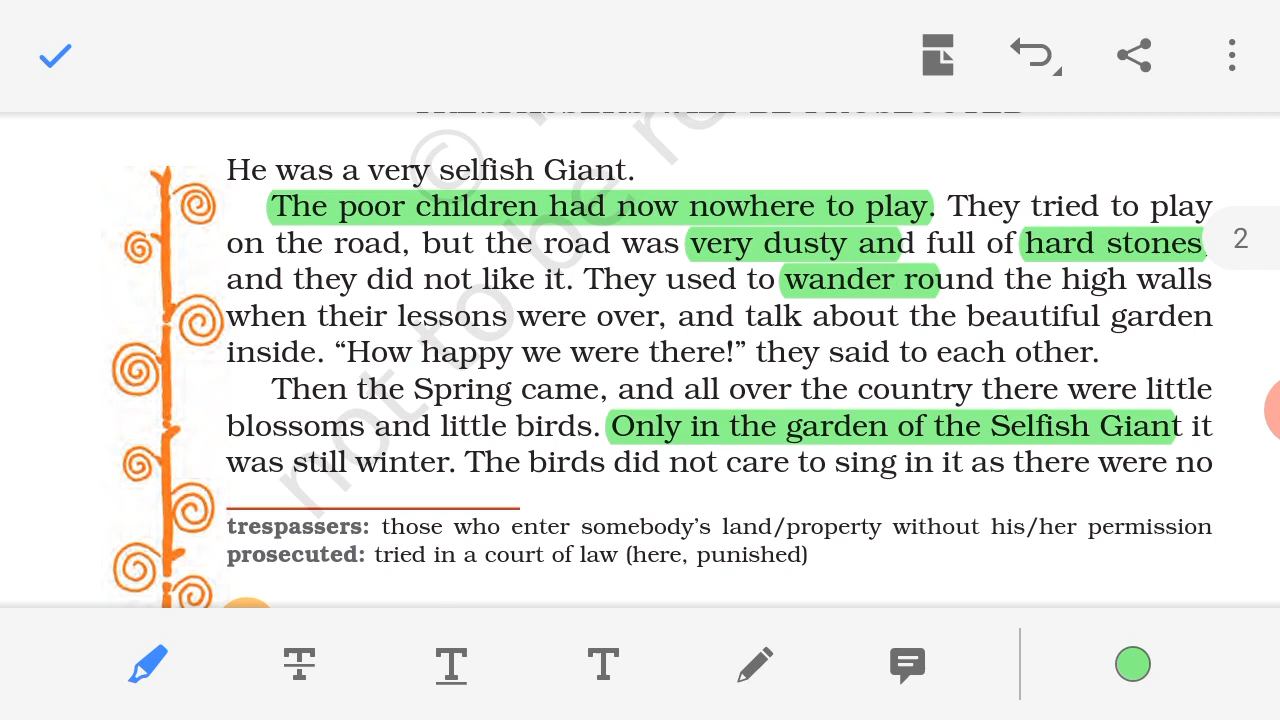 He was a very selfish Giant.
The poor children had now nowhere to play. They tried to play
on the road, but the road was very dusty and full of hard stones,
and they did not like it. They used to wander round the high walls
when their lessons were over, and talk about the beautiful garden
inside. “How happy we were there!” they said to each other.
Then the Spring came, and all over the country there were little
blossoms and little birds. Only in the garden of the Selfish Giant it
was still winter. The birds did not care to sing in it as there were no
trespassers: those who enter somebody’s land/property without his/her permission
prosecuted: tried in a court of law (here, punished)
2
©
not to be re